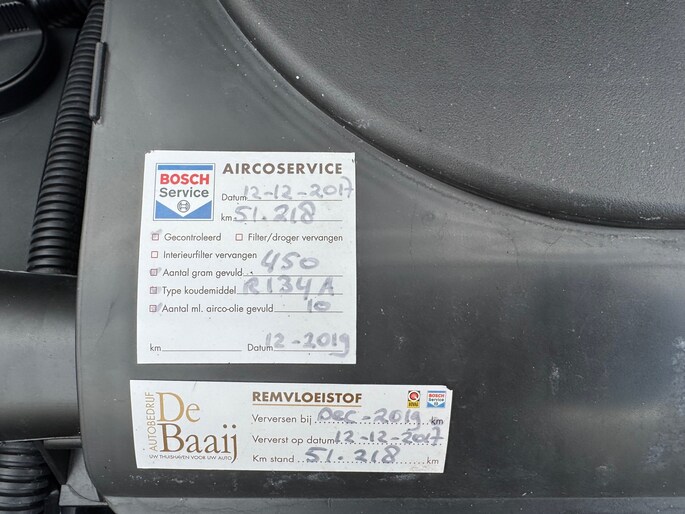 BOSCH
Service
AIRCOSERVICE
Datum 12-12-2017
km 51.218
Gecontroleerd Filter/droger vervangen
Interieurfilter vervangen
Aantal gram gevuld 450
Type koudemiddel R134A
Aantal ml. airco-olie gevuld 10
km Datum 12-2019
AUTOBEDRIJF
De
Baaij
UW THUISHAVEN VOOR UW AUTO
REMVLOEISTOF
BOSCH
Service
Verversen bij Dec-2019 km
Ververst op datum 12-12-2017
Km stand 51.218 km